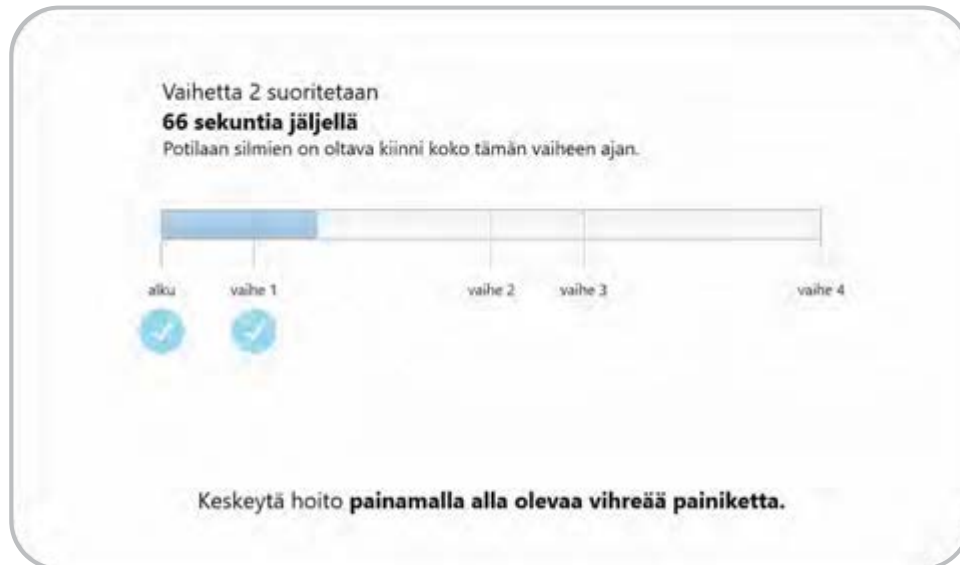 Vaihetta 2 suoritetaan
66 sekuntia jäljellä
Potilaan silmien on oltava kiinni koko tämän vaiheen ajan.
alku vaihe 1 vaihe 2 vaihe 3 vaihe 4
Keskeytä hoito painamalla alla olevaa vihreää painiketta.